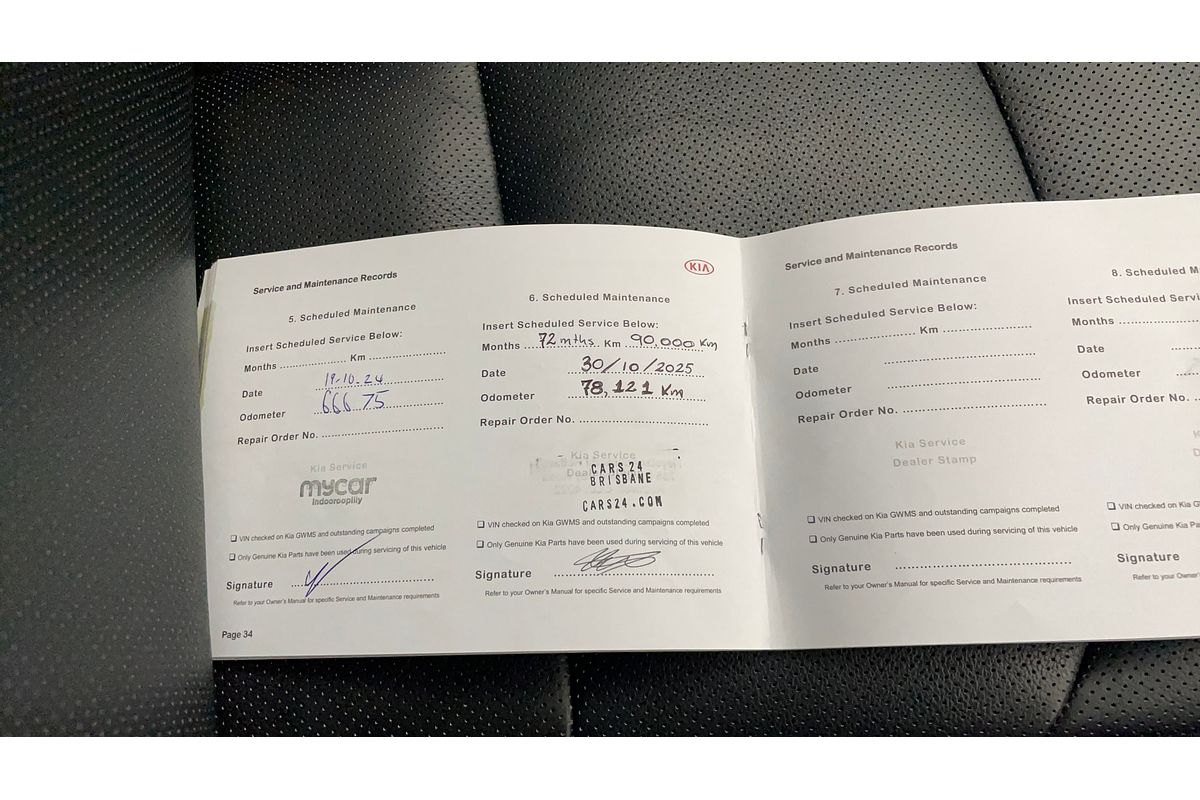 Service and Maintenance Records
5. Scheduled Maintenance
Insert Scheduled Service Below:
Months .................... Km ......................
Date 19-10.24
Odometer 66675
Repair Order No. ...................................
Kia Service
mycar
Indooroopilly
VIN checked on Kia GWMS and outstanding campaigns completed
Only Genuine Kia Parts have been used during servicing of this vehicle
Signature
Refer to your Owner's Manual for specific Service and Maintenance requirements
Page 34
KIA
6. Scheduled Maintenance
Insert Scheduled Service Below:
Months ... 72 mths Km 90,000 Km
Date 30/10/2025
Odometer 78,121 Km
Repair Order No. ...................................
Kia Service
Dea
CARS24
BRISBANE
CARS24.COM
VIN checked on Kia GWMS and outstanding campaigns completed
Only Genuine Kia Parts have been used during servicing of this vehicle
Signature
Refer to your Owner's Manual for specific Service and Maintenance requirements
Service and Maintenance Records
7. Scheduled Maintenance
Insert Scheduled Service Below:
Months ....................... Km .........................
Date
Odometer
Repair Order No. ......................................
Kia Service
Dealer Stamp
VIN checked on Kia GWMS and outstanding campaigns completed
Only Genuine Kia Parts have been used during servicing of this vehicle
Signature
Refer to your Owner's Manual for specific Service and Maintenance requirements
8. Scheduled M
Insert Scheduled Servi
Months .......................
Date
Odometer
Repair Order No. ..
K
D
VIN checked on Kia G
Only Genuine Kia Pa
Signature
Refer to your Owner'